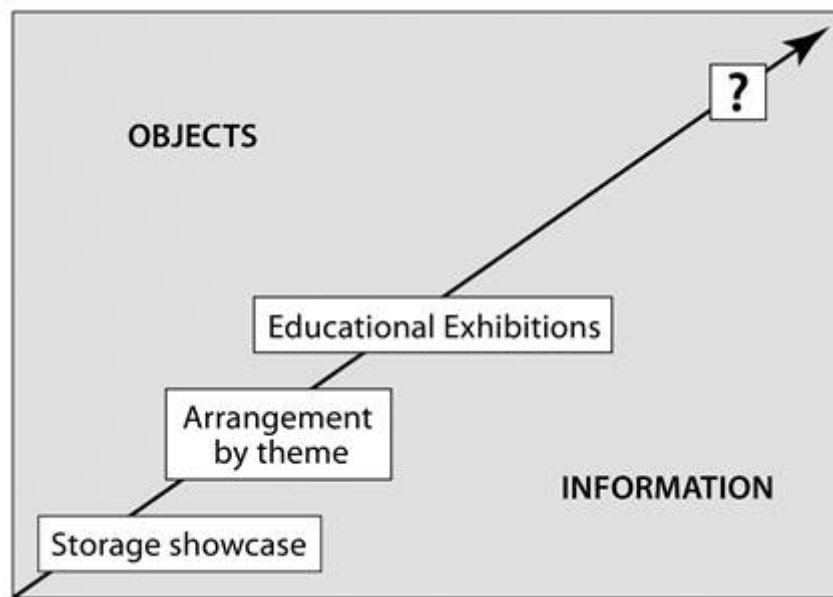 ?
OBJECTS
Educational Exhibitions
Arrangement
by theme
INFORMATION
Storage showcase